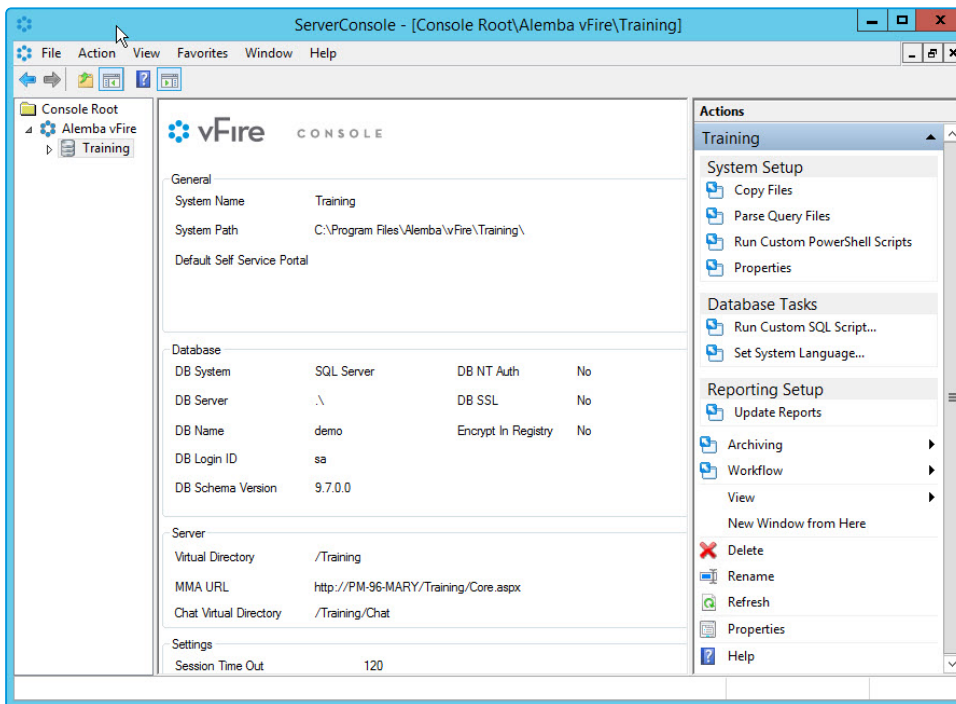 ServerConsole - [Console Root\Alemba vFire\Training]
File Action View Favorites Window Help
Console Root
Alemba vFire
Training
vFire CONSOLE
General
System Name Training
System Path C:\Program Files\Alemba\vFire\Training\
Default Self Service Portal
Database
DB System SQL Server DB NT Auth No
DB Server .\ DB SSL No
DB Name demo Encrypt In Registry No
DB Login ID sa
DB Schema Version 9.7.0.0
Server
Virtual Directory /Training
MMA URL http://PM-96-MARY/Training/Core.aspx
Chat Virtual Directory /Training/Chat
Settings
Session Time Out 120
Actions
Training
System Setup
Copy Files
Parse Query Files
Run Custom PowerShell Scripts
Properties
Database Tasks
Run Custom SQL Script...
Set System Language...
Reporting Setup
Update Reports
Archiving
Workflow
View
New Window from Here
Delete
Rename
Refresh
Properties
Help